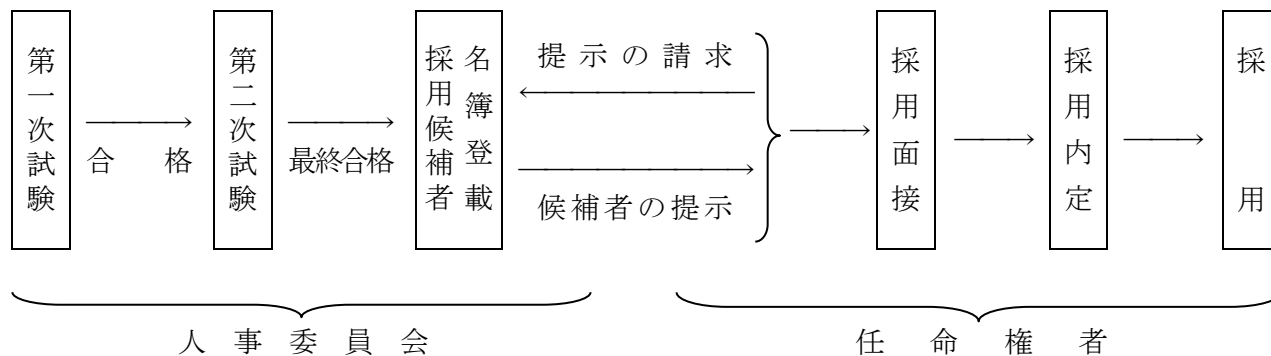 第一次試験
合格
第二次試験
最終合格
採用候補者
名簿登載
提示の請求
候補者の提示
採用面接
採用内定
採用
人事委員会
任命権者